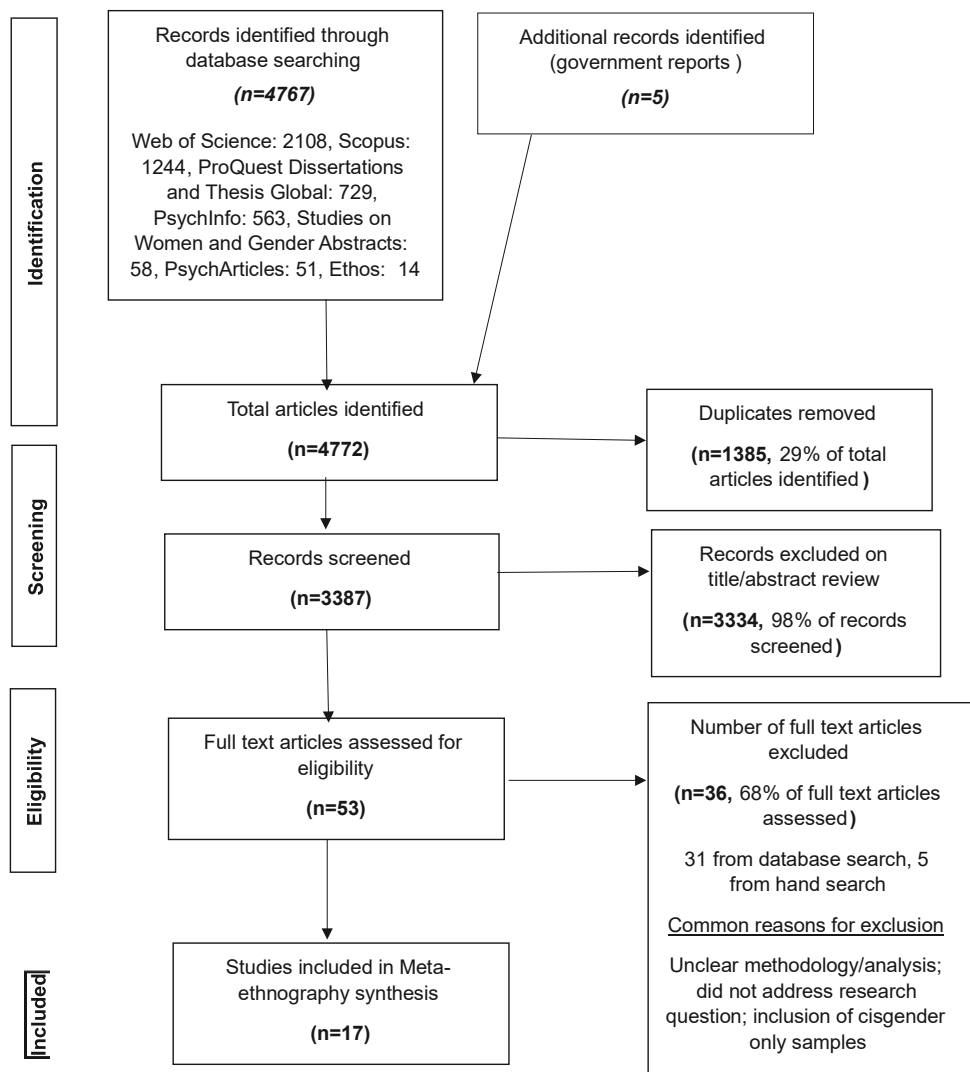 Identification
Records identified through
database searching
(n=4767)
Web of Science: 2108, Scopus:
1244, ProQuest Dissertations
and Thesis Global: 729,
PsychInfo: 563, Studies on
Women and Gender Abstracts:
58, PsychArticles: 51, Ethos: 14
Additional records identified
(government reports )
(n=5)
Total articles identified
(n=4772)
Duplicates removed
(n=1385, 29% of total
articles identified)
Screening
Records screened
(n=3387)
Records excluded on
title/abstract review
(n=3334, 98% of records
screened)
Eligibility
Full text articles assessed for
eligibility
(n=53)
Number of full text articles
excluded
(n=36, 68% of full text articles
assessed)
31 from database search, 5
from hand search
Common reasons for exclusion
Unclear methodology/analysis;
did not address research
question; inclusion of cisgender
only samples
Included
Studies included in Meta-
ethnography synthesis
(n=17)